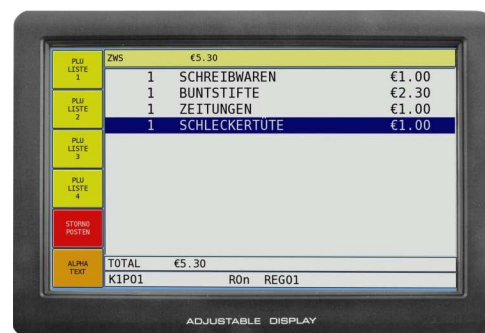 PLU
LISTE
1
PLU
LISTE
2
PLU
LISTE
3
PLU
LISTE
4
STORNO
POSTEN
ALPHA
TEXT
ZWS €5.30
1 SCHREIBWAREN €1.00
1 BUNTSTIFTE €2.30
1 ZEITUNGEN €1.00
1 SCHLECKERTÜTE €1.00
TOTAL €5.30
K1P01 ROn REG01
ADJUSTABLE DISPLAY